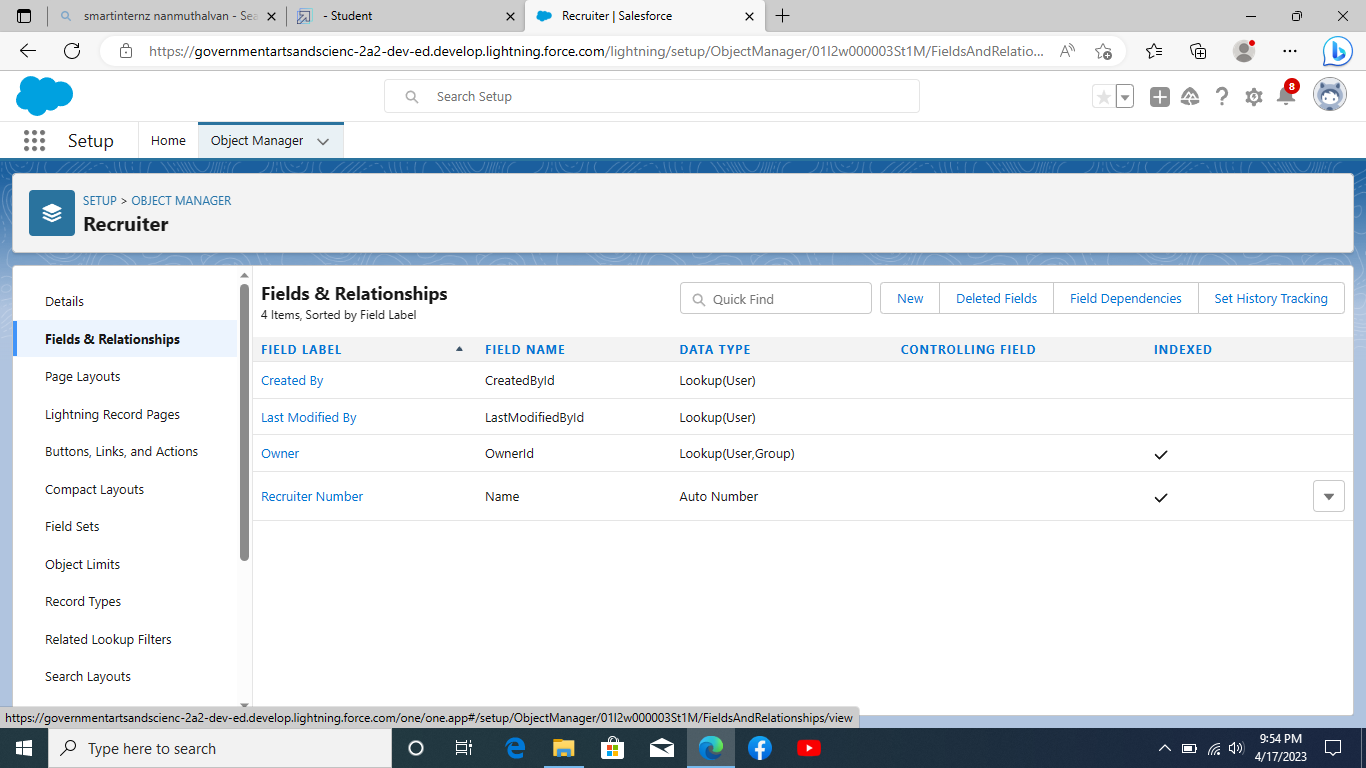 smartinternz nanmuthalvan - Sea
- Student
Recruiter | Salesforce
https://governmentartsandscienc-2a2-dev-ed.develop.lightning.force.com/lightning/setup/ObjectManager/01I2w000003St1M/FieldsAndRelatio...
Search Setup
8
Setup
Home
Object Manager
SETUP > OBJECT MANAGER
Recruiter
Details
Fields & Relationships
Page Layouts
Lightning Record Pages
Buttons, Links, and Actions
Compact Layouts
Field Sets
Object Limits
Record Types
Related Lookup Filters
Search Layouts
Fields & Relationships
4 Items, Sorted by Field Label
Quick Find
New
Deleted Fields
Field Dependencies
Set History Tracking
FIELD LABEL FIELD NAME DATA TYPE CONTROLLING FIELD INDEXED
Created By CreatedById Lookup(User)
Last Modified By LastModifiedById Lookup(User)
Owner OwnerId Lookup(User,Group)
Recruiter Number Name Auto Number
https://governmentartsandscienc-2a2-dev-ed.develop.lightning.force.com/one/one.app#/setup/ObjectManager/01I2w000003St1M/FieldsAndRelationships/view
Type here to search
9:54 PM
4/17/2023